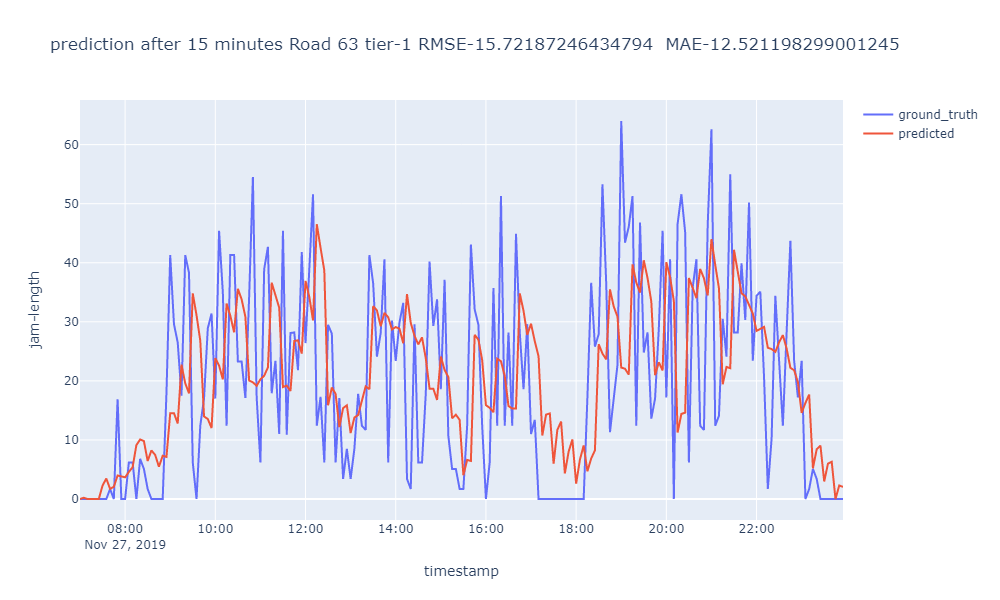 prediction after 15 minutes Road 63 tier-1 RMSE-15.72187246434794  MAE-12.521198299001245
ground_truth
predicted
60
50
40
30
20
10
0
jam-length
08:00 10:00 12:00 14:00 16:00 18:00 20:00 22:00
Nov 27, 2019
timestamp